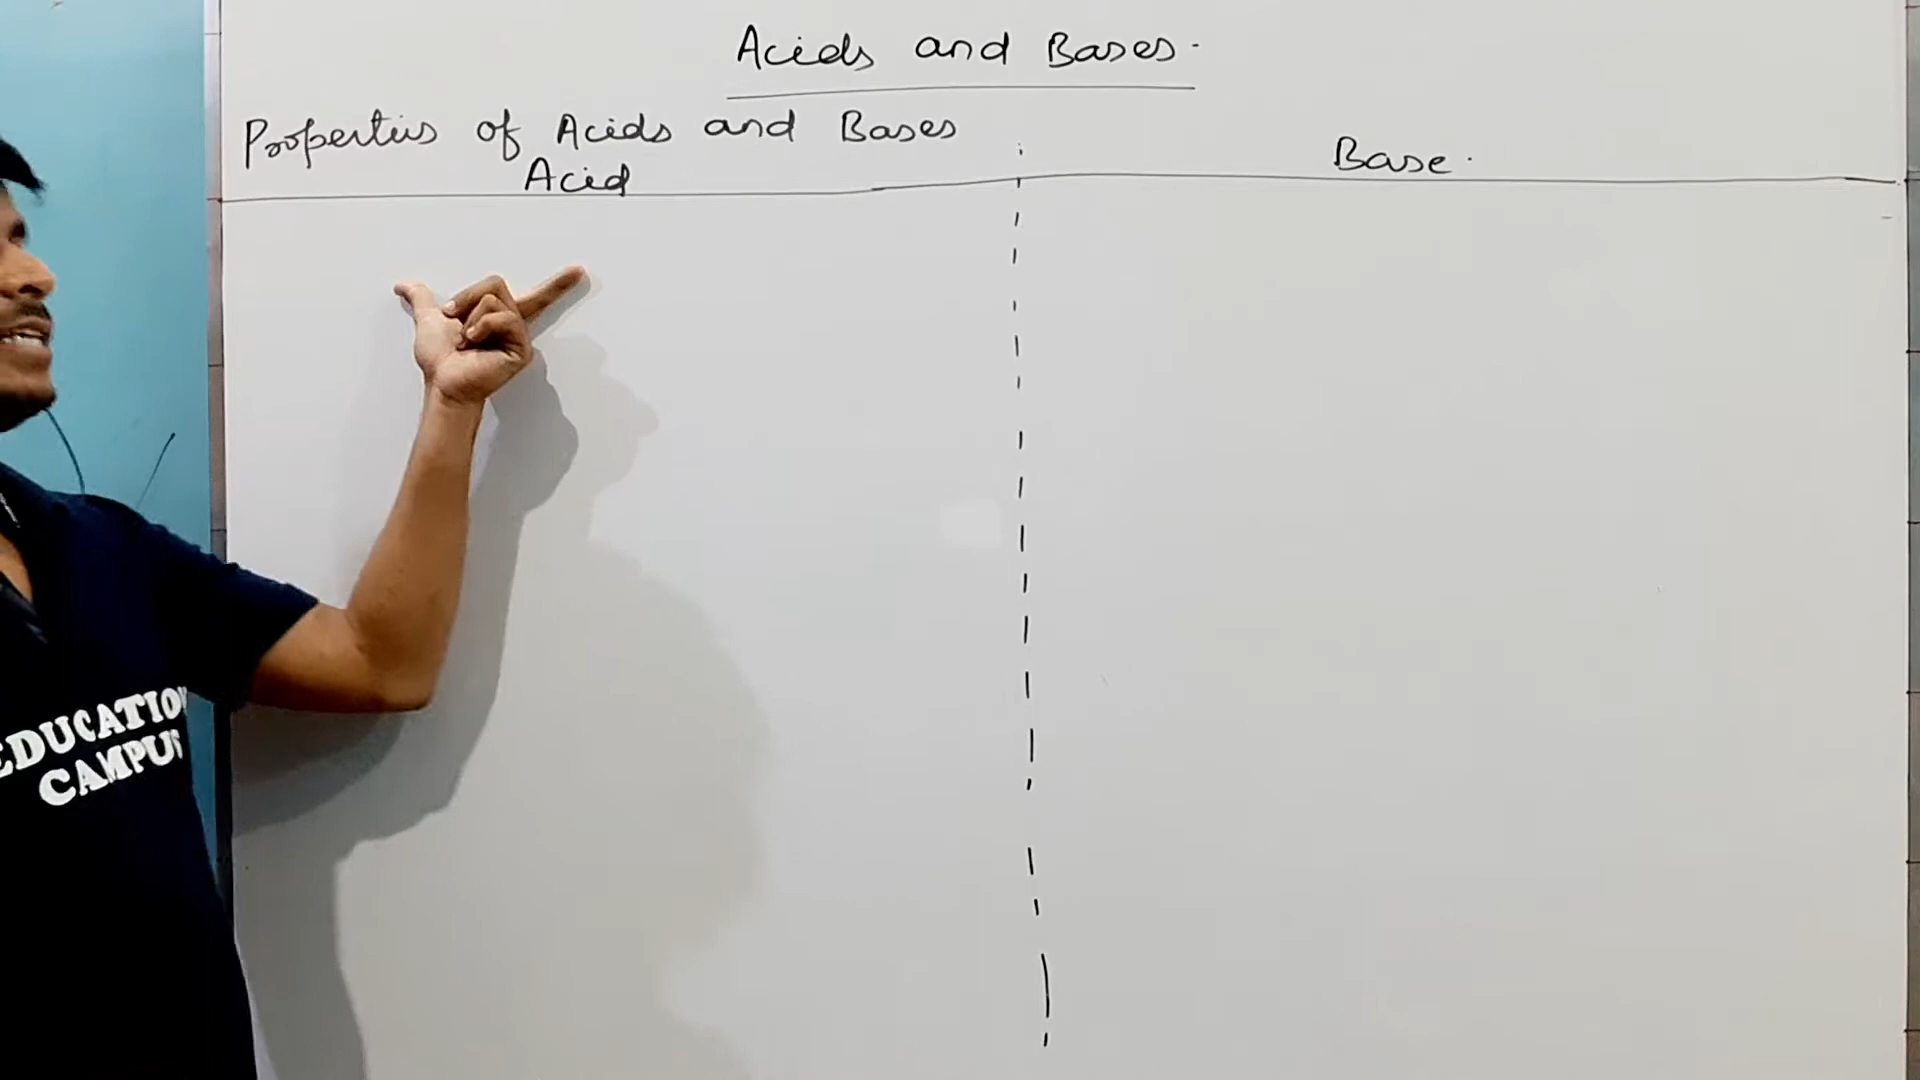 Acids and Bases.
Properties of Acids and Bases
Acid
Base.
EDUCATION
CAMPUS